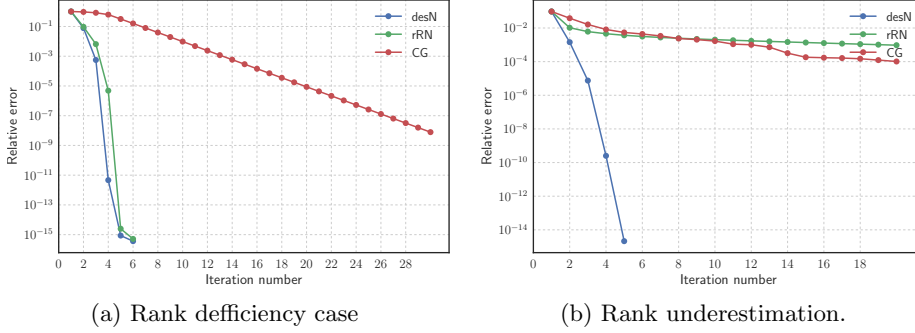 desN
rRN
CG
10^{-1}
10^{-3}
10^{-5}
10^{-7}
10^{-9}
10^{-11}
10^{-13}
10^{-15}
Relative error
0 2 4 6 8 10 12 14 16 18 20 22 24 26 28
Iteration number
(a) Rank defficiency case
desN
rRN
CG
10^{-2}
10^{-4}
10^{-6}
10^{-8}
10^{-10}
10^{-12}
10^{-14}
Relative error
0 2 4 6 8 10 12 14 16 18
Iteration number
(b) Rank underestimation.